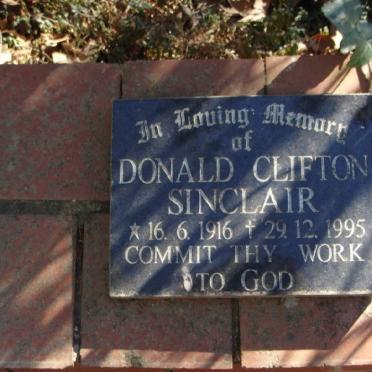 In Loving Memory
of
DONALD CLIFTON
SINCLAIR
* 16. 6. 1916 † 29. 12. 1995
COMMIT THY WORK
TO GOD